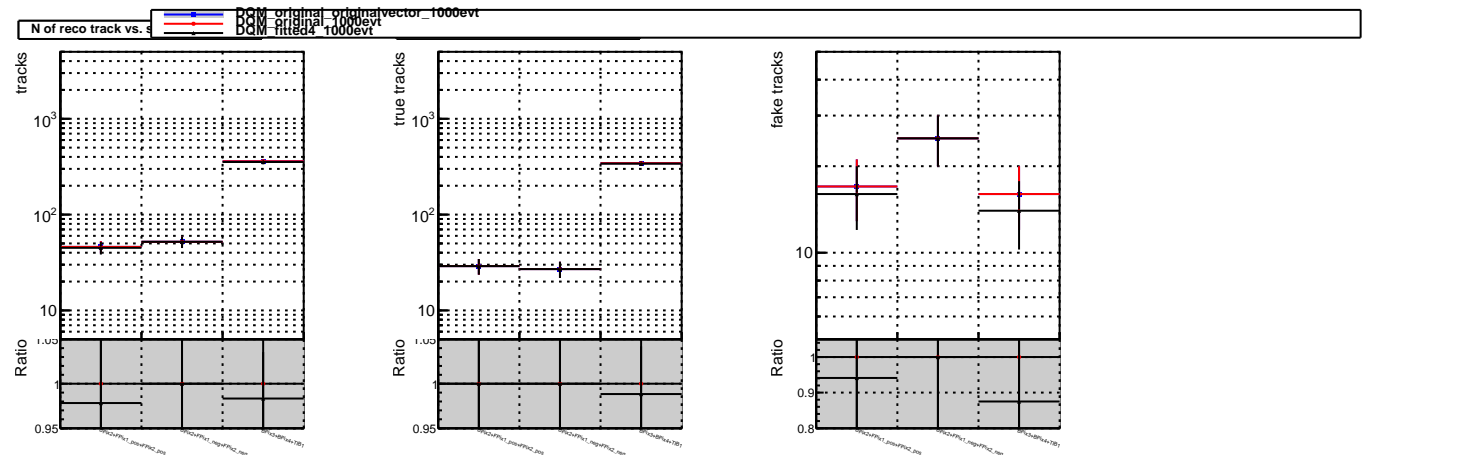 DQM_original_originalvector_1000evt
DQM_original_1000evt
DQM_fitted4_1000evt
N of reco track vs. s
tracks
10³
10²
10
Ratio
1.05
1
0.95
true tracks
10³
10²
10
Ratio
1.05
1
0.95
fake tracks
10
Ratio
1
0.9
0.8